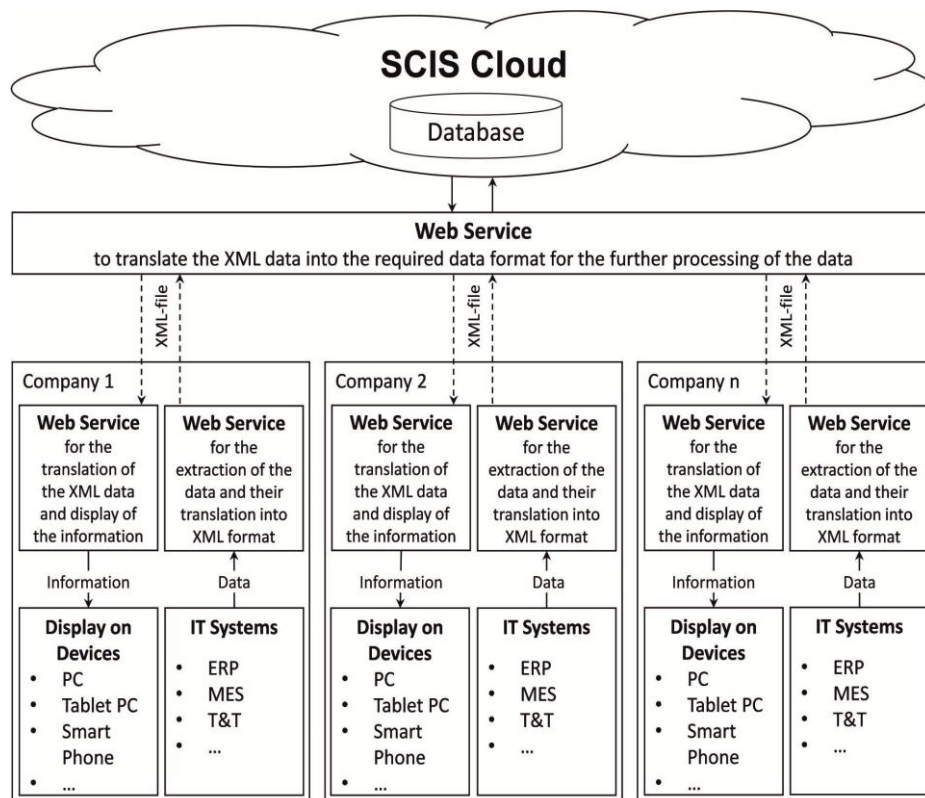 SCIS Cloud
Database
Web Service
to translate the XML data into the required data format for the further processing of the data
XML-file
XML-file
XML-file
Company 1
Web Service
for the
translation of
the XML data
and display of
the information
Web Service
for the
extraction of the
data and their
translation into
XML format
Information
Data
Display on
Devices
• PC
• Tablet PC
• Smart
Phone
• ...
IT Systems
• ERP
• MES
• T&T
• ...
Company 2
Web Service
for the
translation of
the XML data
and display of
the information
Web Service
for the
extraction of the
data and their
translation into
XML format
Information
Data
Display on
Devices
• PC
• Tablet PC
• Smart
Phone
• ...
IT Systems
• ERP
• MES
• T&T
• ...
Company n
Web Service
for the
translation of
the XML data
and display of
the information
Web Service
for the
extraction of the
data and their
translation into
XML format
Information
Data
Display on
Devices
• PC
• Tablet PC
• Smart
Phone
• ...
IT Systems
• ERP
• MES
• T&T
• ...